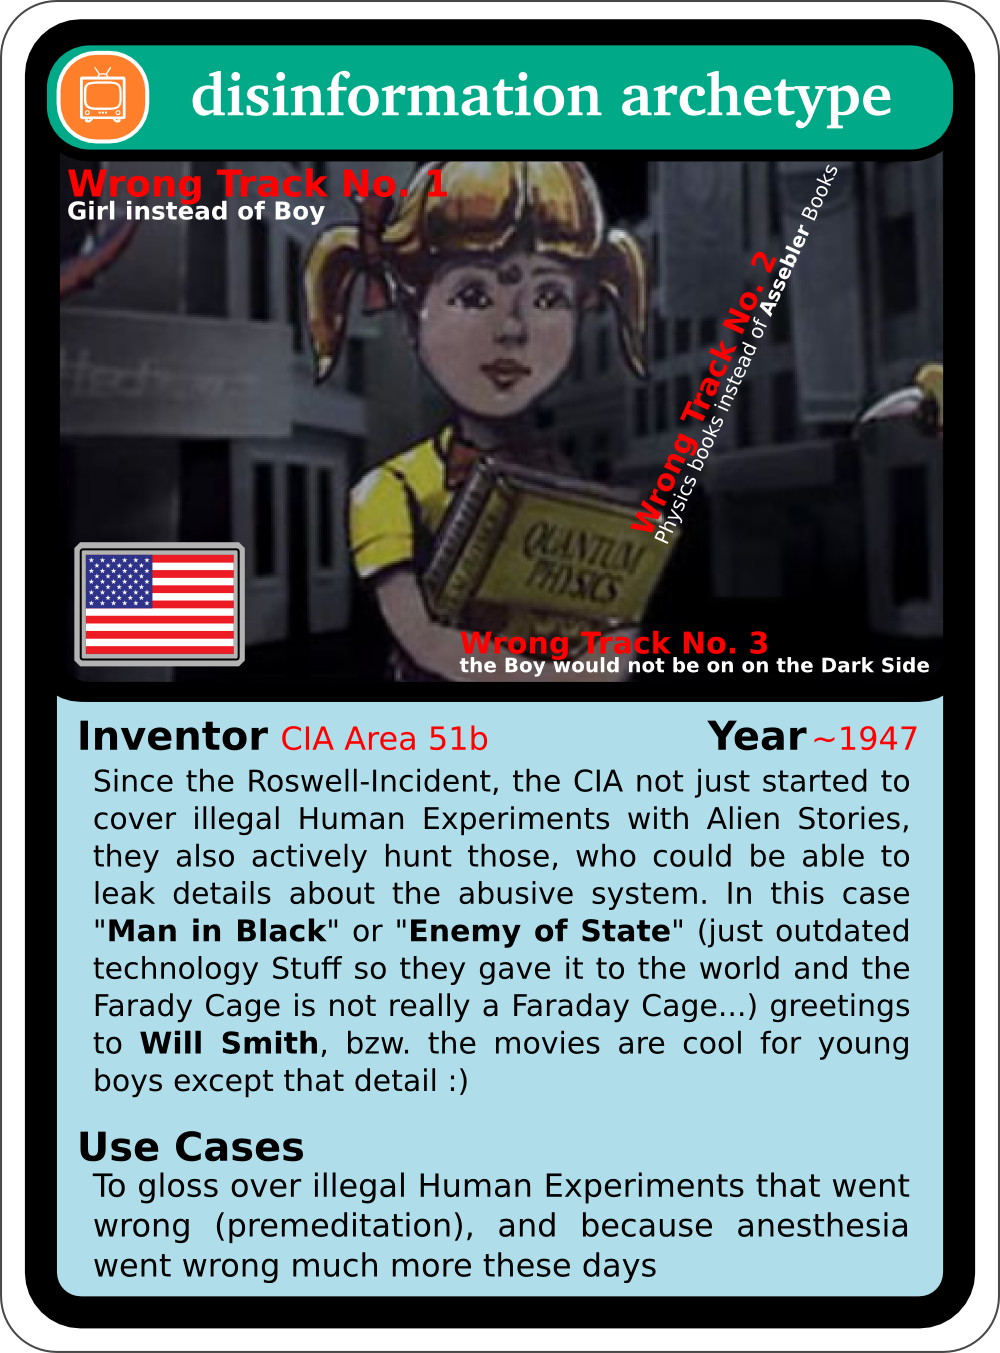 disinformation archetype
Wrong Track No. 1
Girl instead of Boy
Wrong Track No. 2
Physics books instead of Assebler Books
QUANTUM
PHYSICS
Wrong Track No. 3
the Boy would not be on on the Dark Side
Inventor CIA Area 51b Year ~1947
Since the Roswell-Incident, the CIA not just started to
cover illegal Human Experiments with Alien Stories,
they also actively hunt those, who could be able to
leak details about the abusive system. In this case
"Man in Black" or "Enemy of State" (just outdated
technology Stuff so they gave it to the world and the
Farady Cage is not really a Faraday Cage...) greetings
to Will Smith, bzw. the movies are cool for young
boys except that detail :)
Use Cases
To gloss over illegal Human Experiments that went
wrong (premeditation), and because anesthesia
went wrong much more these days